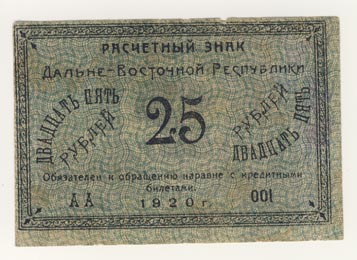 РАСЧЕТНЫЙ ЗНАК
Дальне-Восточной Республики
ДВАДЦАТЬ ПЯТЬ
РУБЛЕЙ
25
РУБЛЕЙ
ДВАДЦАТЬ ПЯТЬ
Обязателен к обращению наравне с кредитными
билетами.
АА
1920 г.
001